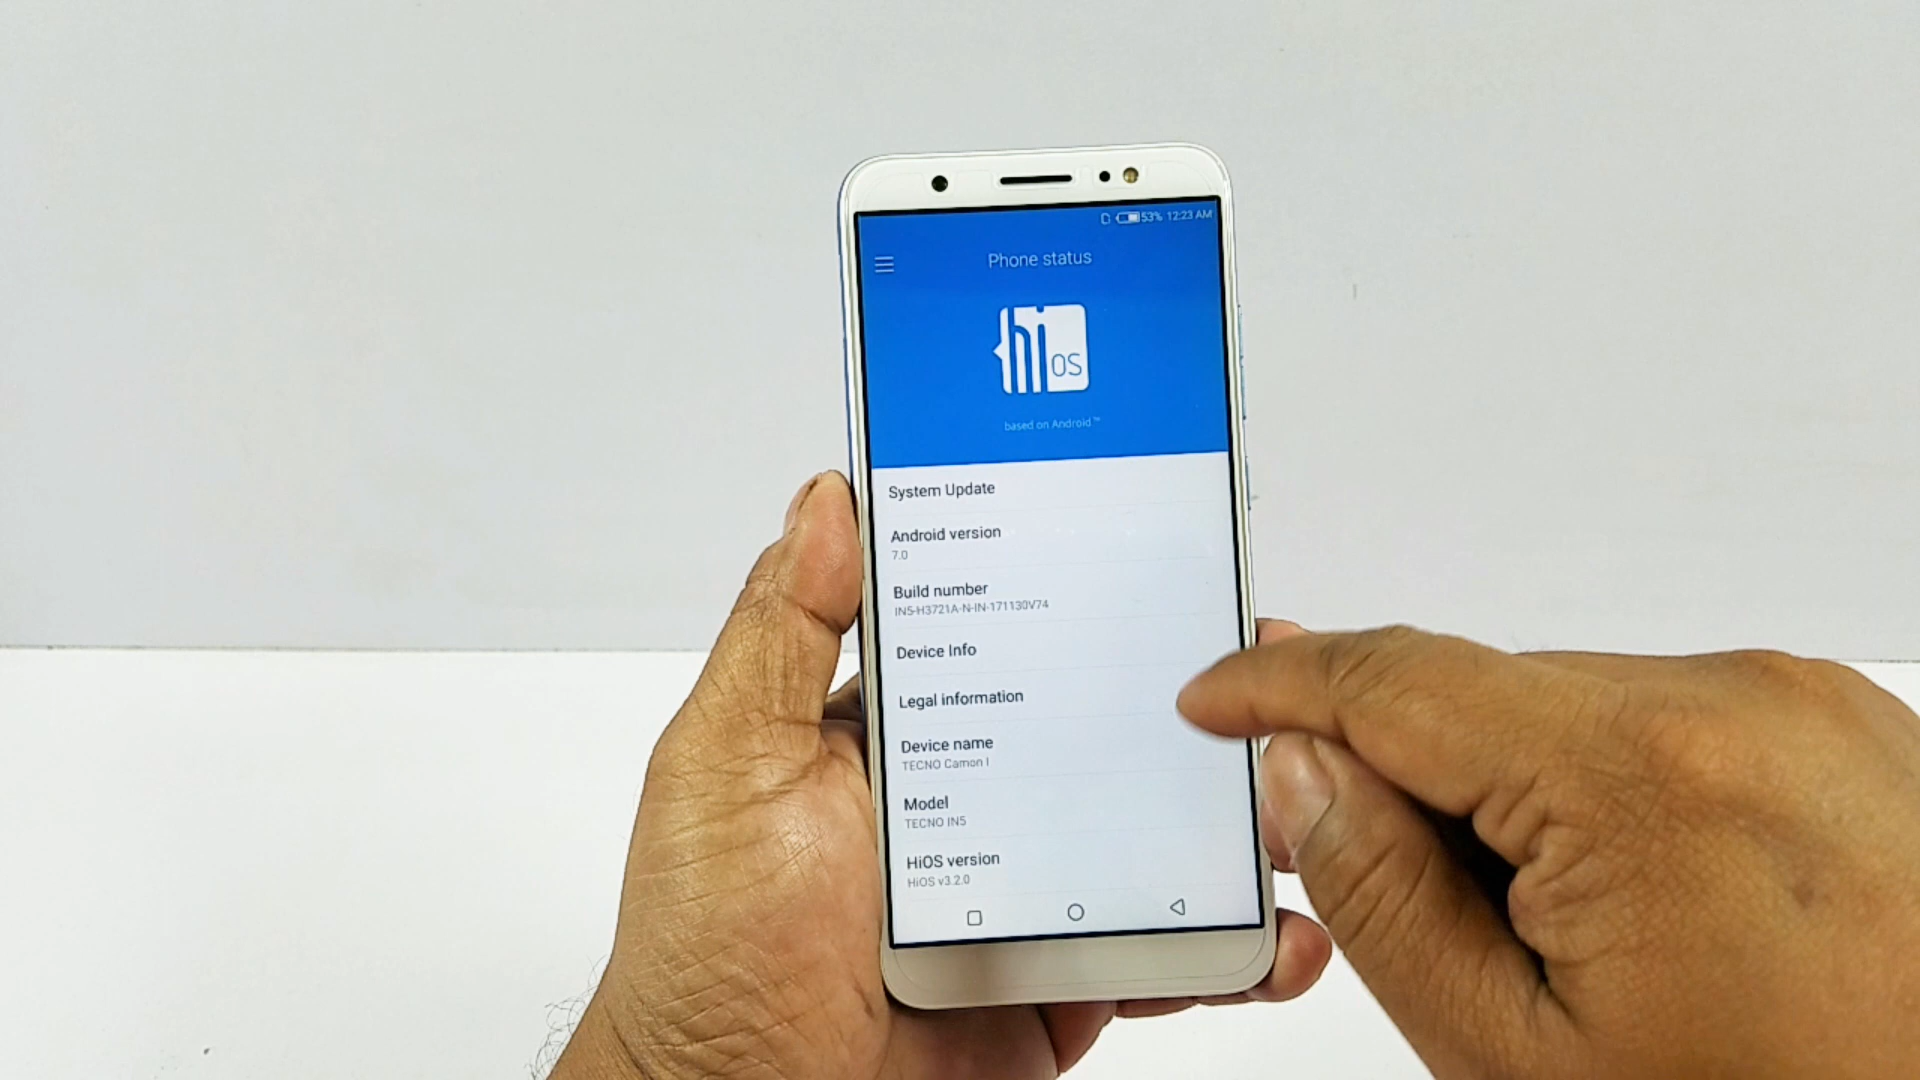 53% 12:23 AM
Phone status
hi OS
based on Android™
System Update
Android version
7.0
Build number
IN5-H3721A-N-IN-171130V74
Device Info
Legal information
Device name
TECNO Camon I
Model
TECNO IN5
HiOS version
HiOS v3.2.0